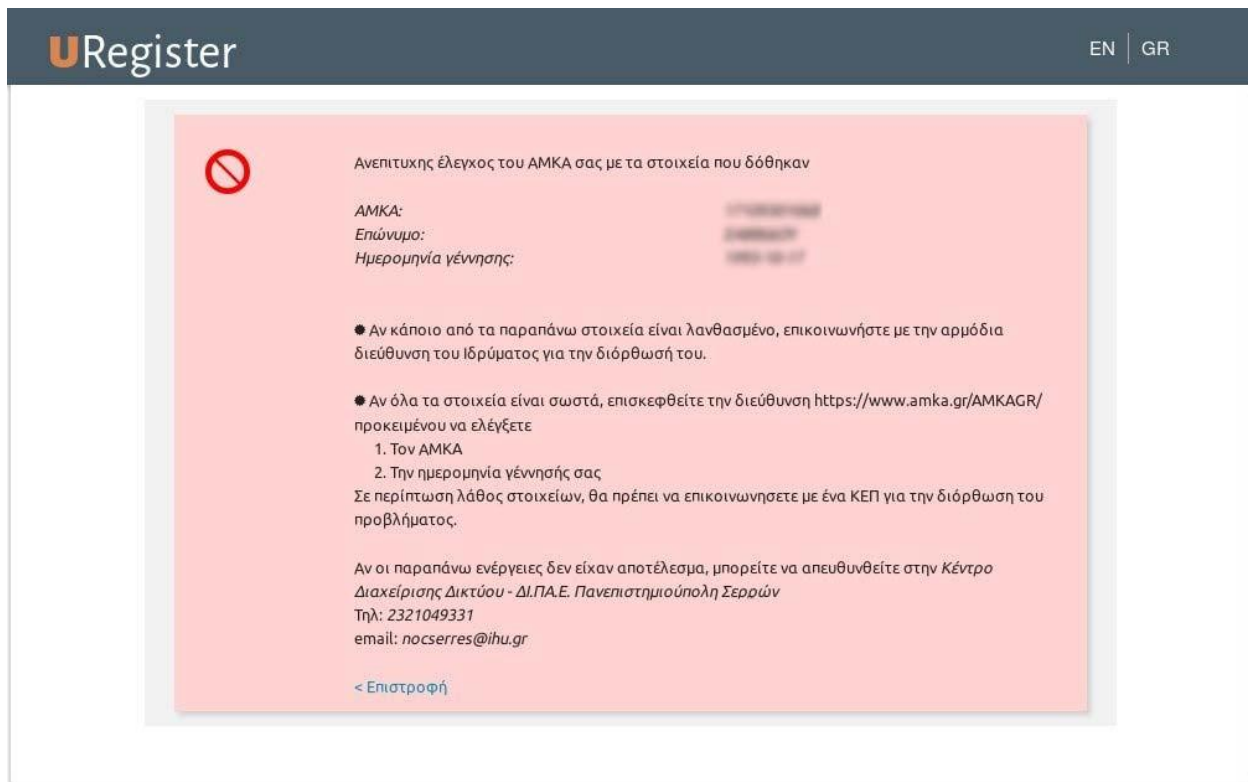 URegister
EN | GR
Ανεπιτυχης έλεγχος του ΑΜΚΑ σας με τα στοιχεία που δόθηκαν
ΑΜΚΑ:
Επώνυμο:
Ημερομηνία γέννησης:
● Αν κάποιο από τα παραπάνω στοιχεία είναι λανθασμένο, επικοινωνήστε με την αρμόδια
διεύθυνση του Ιδρύματος για την διόρθωσή του.
● Αν όλα τα στοιχεία είναι σωστά, επισκεφθείτε την διεύθυνση https://www.amka.gr/AMKAGR/
προκειμένου να ελέγξετε
1. Τον ΑΜΚΑ
2. Την ημερομηνία γέννησής σας
Σε περίπτωση λάθος στοιχείων, θα πρέπει να επικοινωνησετε με ένα ΚΕΠ για την διόρθωση του
προβλήματος.
Αν οι παραπάνω ενέργειες δεν είχαν αποτέλεσμα, μπορείτε να απευθυνθείτε στην Κέντρο
Διαχείρισης Δικτύου - ΔΙ.ΠΑ.Ε. Πανεπιστημιούπολη Σερρών
Τηλ: 2321049331
email: nocserres@ihu.gr
< Επιστροφή